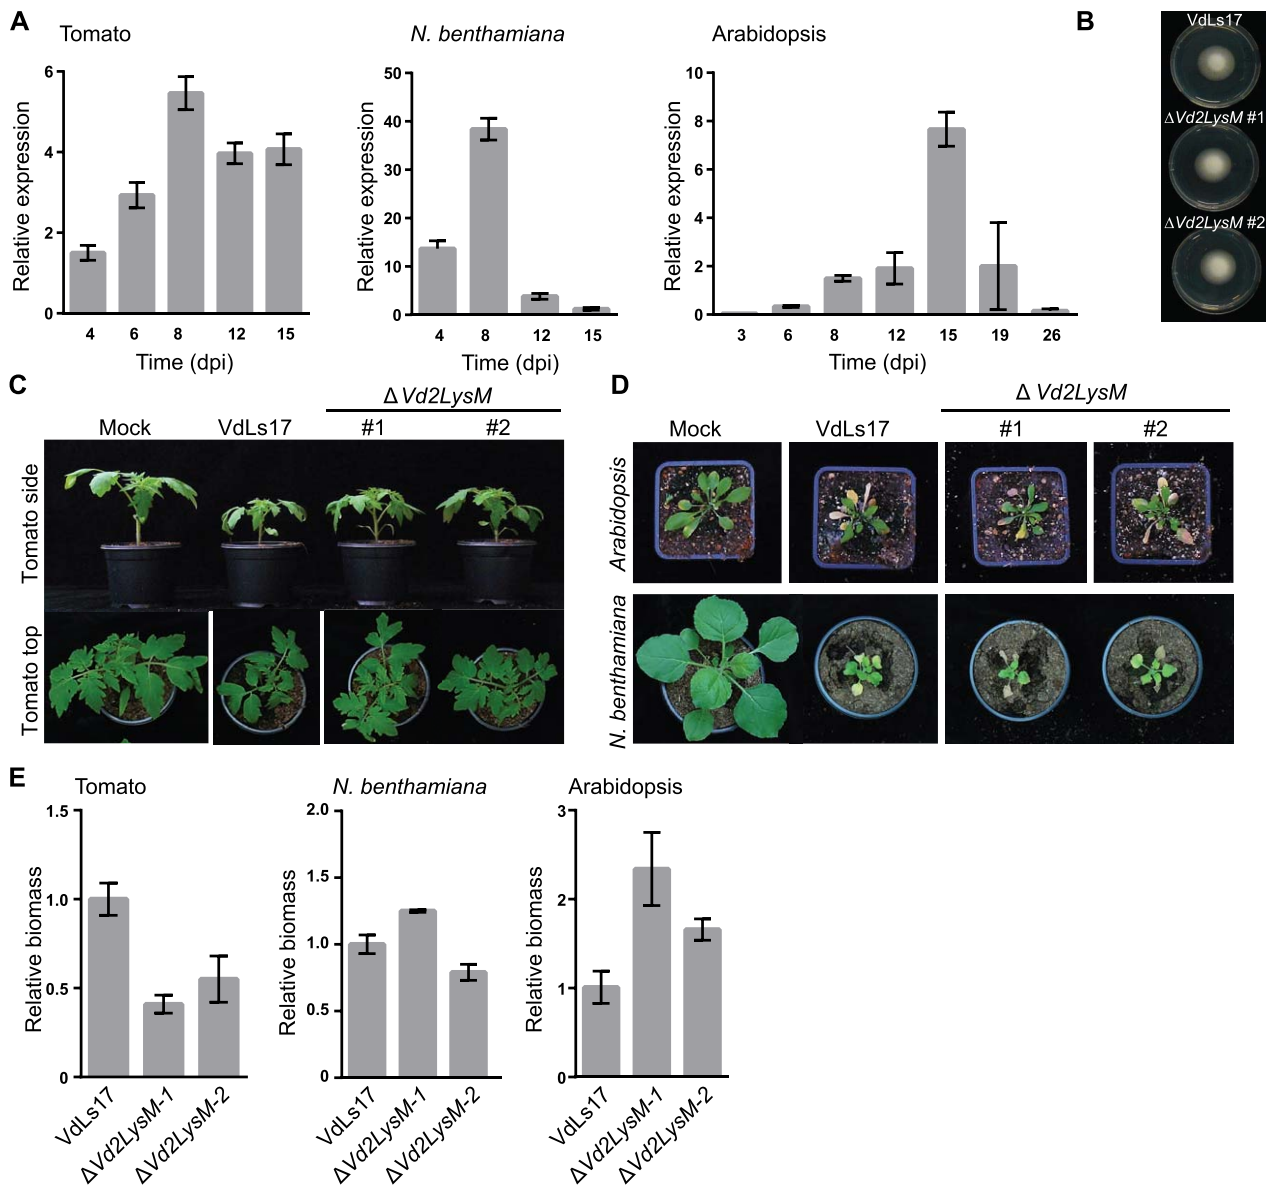 A
Tomato
N. benthamiana
Arabidopsis
B
VdLs17
ΔVd2LysM #1
ΔVd2LysM #2
Relative expression
6
4
2
0
4 6 8 12 15
Time (dpi)
Relative expression
50
40
30
20
10
0
4 8 12 15
Time (dpi)
Relative expression
10
8
6
4
2
0
3 6 8 12 15 19 26
Time (dpi)
C
Δ Vd2LysM
Mock VdLs17 #1 #2
Tomato side
Tomato top
D
Δ Vd2LysM
Mock VdLs17 #1 #2
Arabidopsis
N. benthamiana
E
Tomato
Relative biomass
1.5
1.0
0.5
0
VdLs17
ΔVd2LysM-1
ΔVd2LysM-2
N. benthamiana
Relative biomass
2.0
1.5
1.0
0.5
0
VdLs17
ΔVd2LysM-1
ΔVd2LysM-2
Arabidopsis
Relative biomass
3
2
1
0
VdLs17
ΔVd2LysM-1
ΔVd2LysM-2